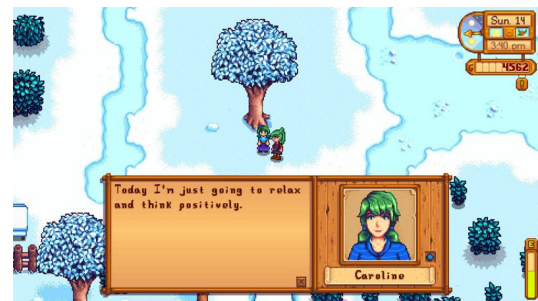 Sun. 14
3:40 pm
4562
Today I'm just going to relax
and think positively.
Caroline
E